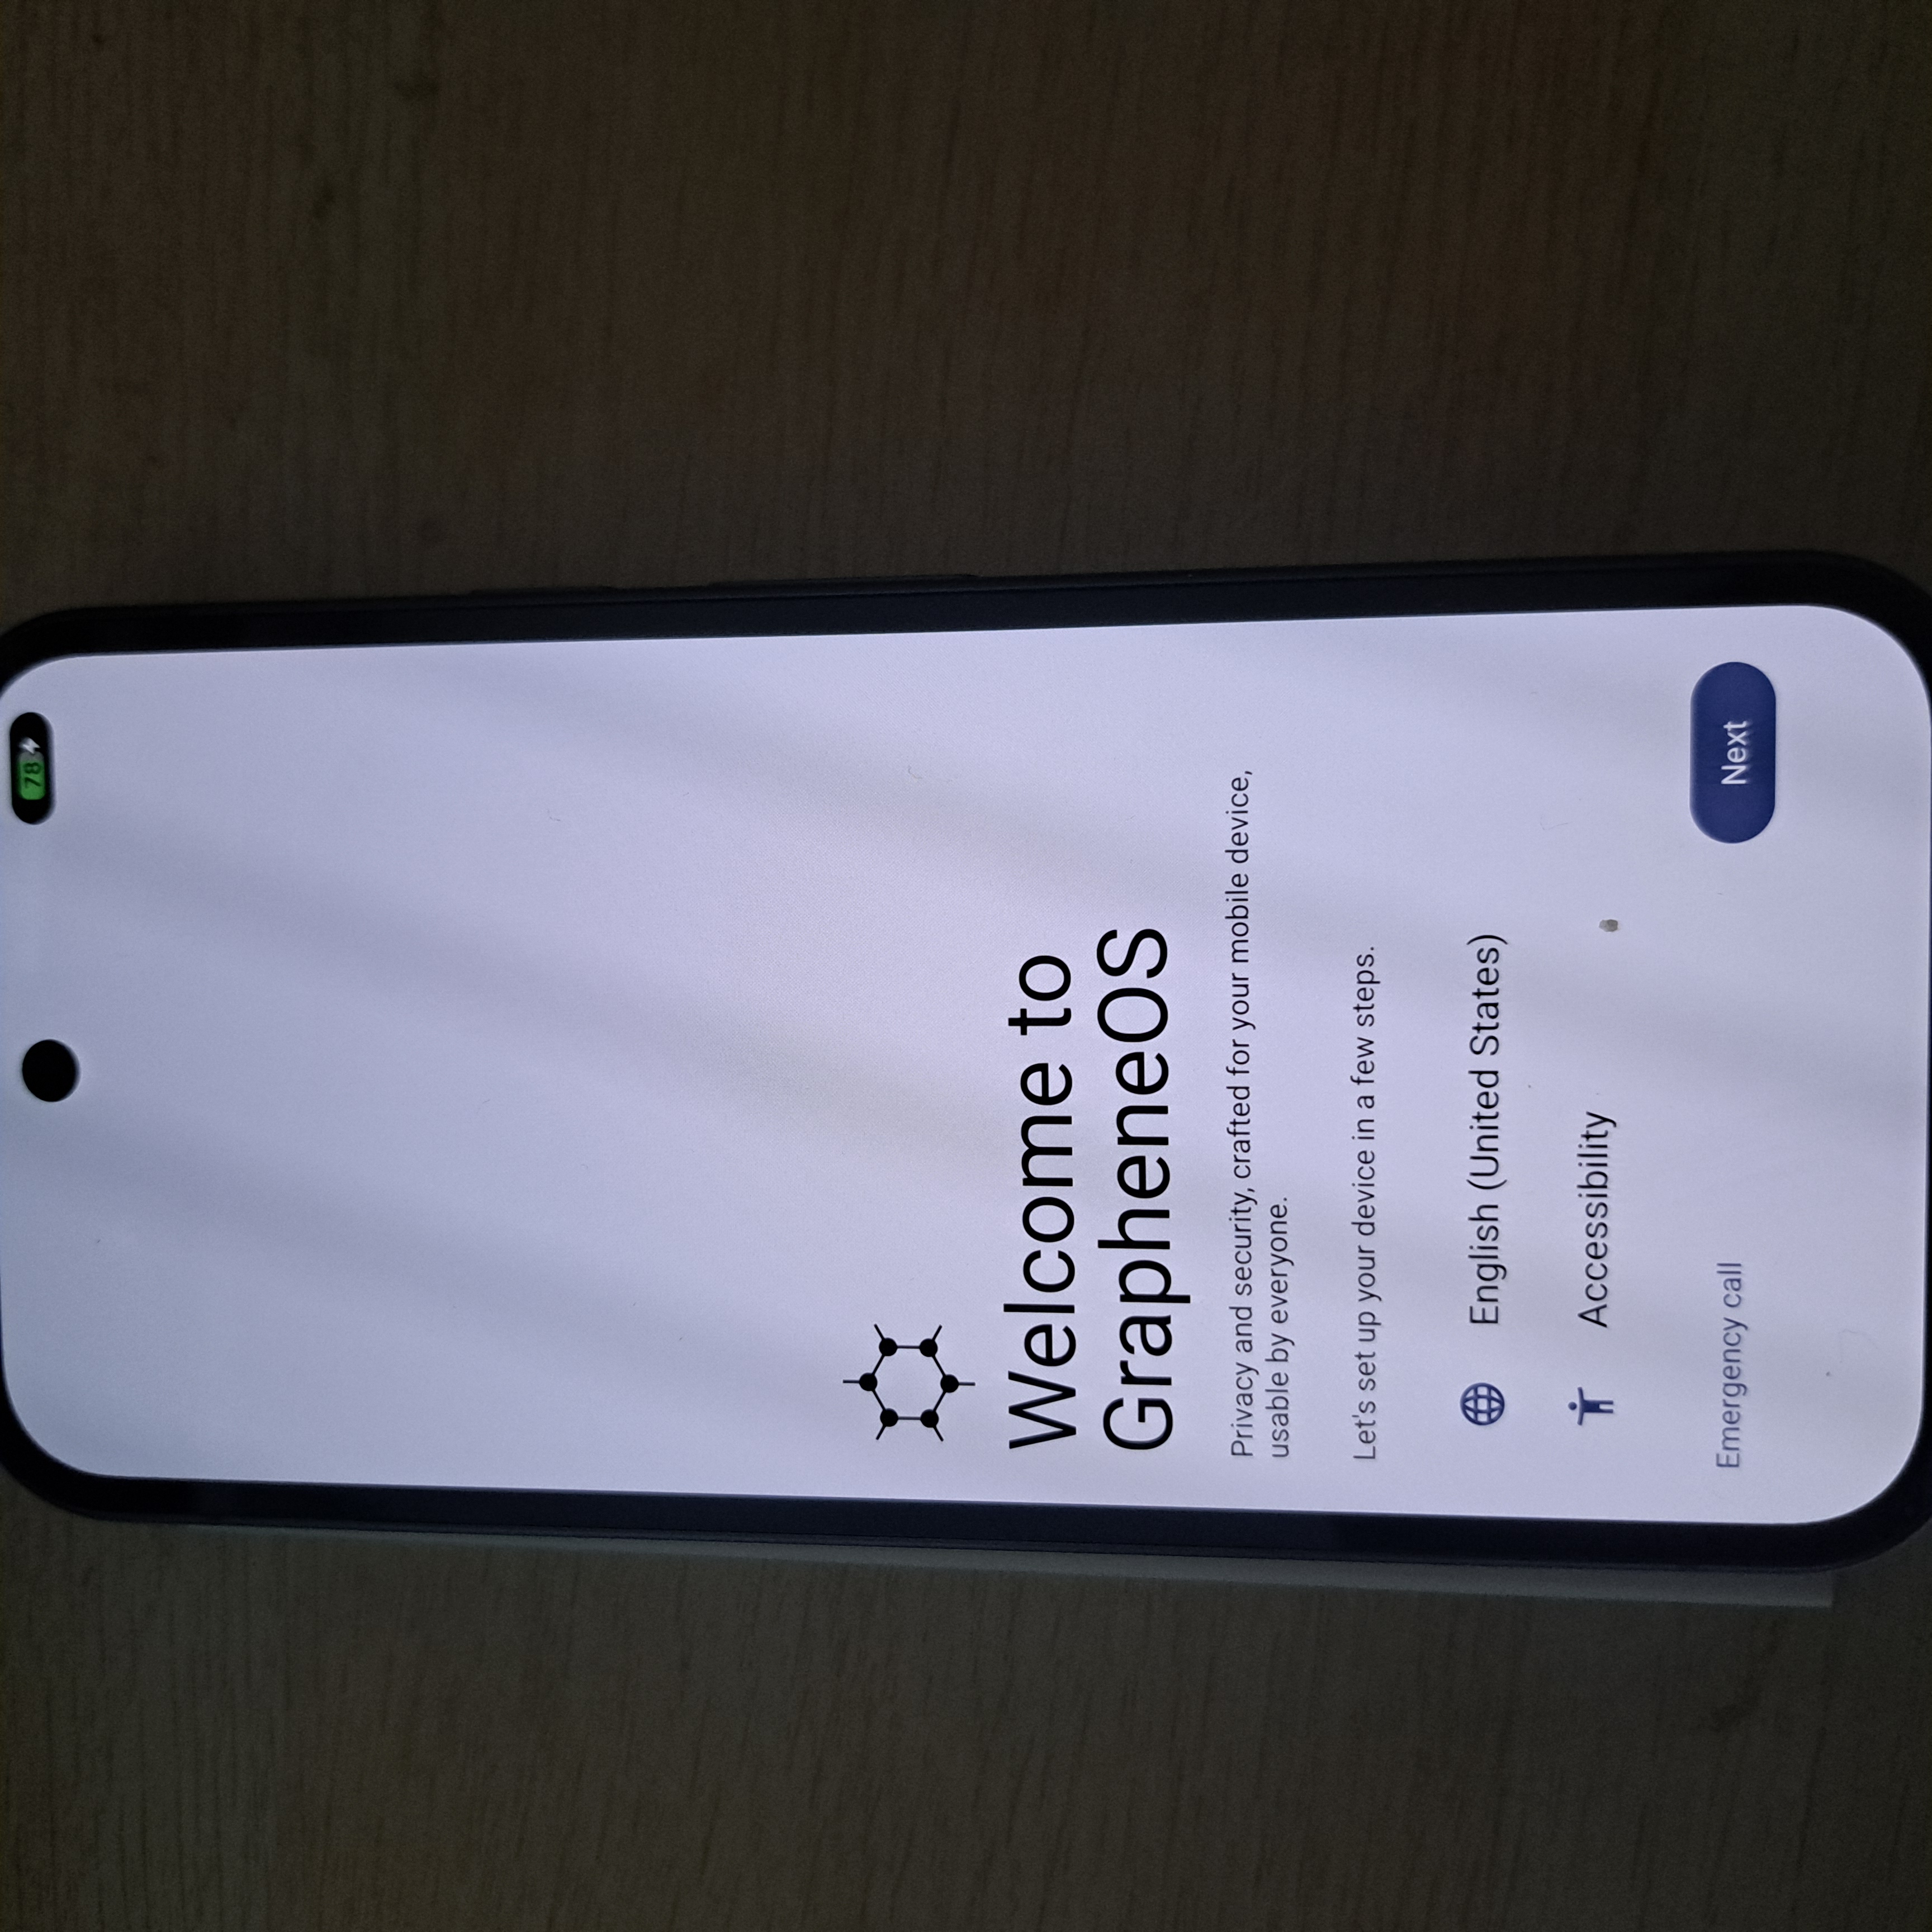 78
Welcome to
GrapheneOS
Privacy and security, crafted for your mobile device,
usable by everyone.
Let's set up your device in a few steps.
English (United States)
Accessibility
Emergency call
Next